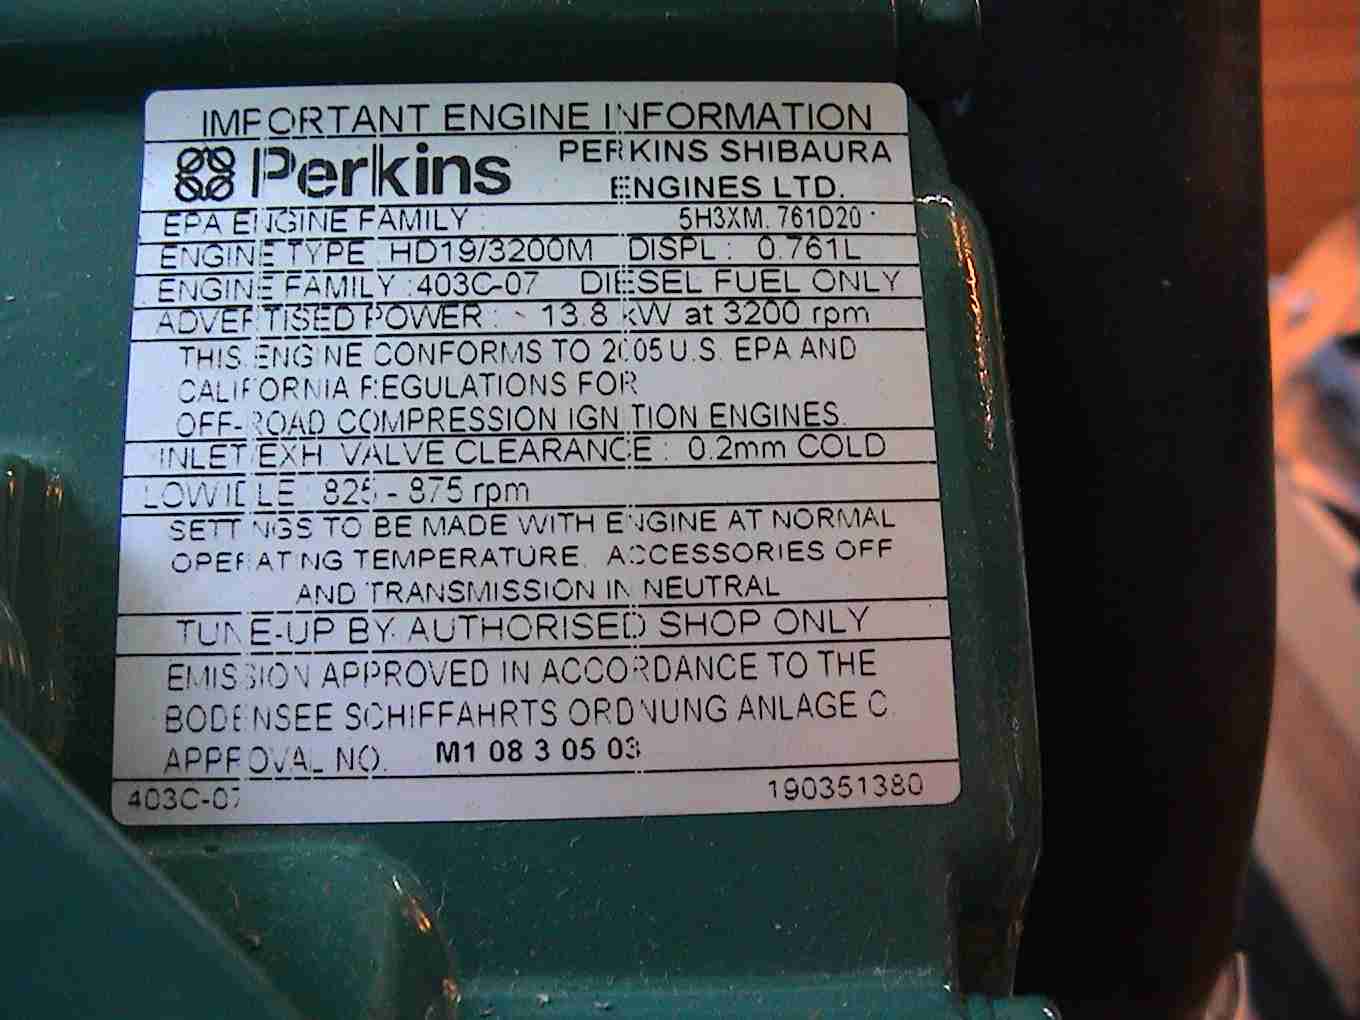 IMPORTANT ENGINE INFORMATION
Perkins PERKINS SHIBAURA
ENGINES LTD.
EPA ENGINE FAMILY : 5H3XM.761D20
ENGINE TYPE : HD19/3200M DISPL : 0.761L
ENGINE FAMILY :403C-07 DIESEL FUEL ONLY
ADVERTISED POWER : 13.8 kW at 3200 rpm
THIS ENGINE CONFORMS TO 2005 U.S. EPA AND
CALIFORNIA REGULATIONS FOR
OFF-ROAD COMPRESSION IGNITION ENGINES.
INLET/EXH VALVE CLEARANCE : 0.2mm COLD
LOW IDLE : 825 - 875 rpm
SETTINGS TO BE MADE WITH ENGINE AT NORMAL
OPERATING TEMPERATURE, ACCESSORIES OFF
AND TRANSMISSION IN NEUTRAL
TUNE-UP BY AUTHORISED SHOP ONLY
EMISSION APPROVED IN ACCORDANCE TO THE
BODENSEE SCHIFFAHRTS ORDNUNG ANLAGE C.
APPROVAL NO. M1 08 3 05 03
403C-07 190351380